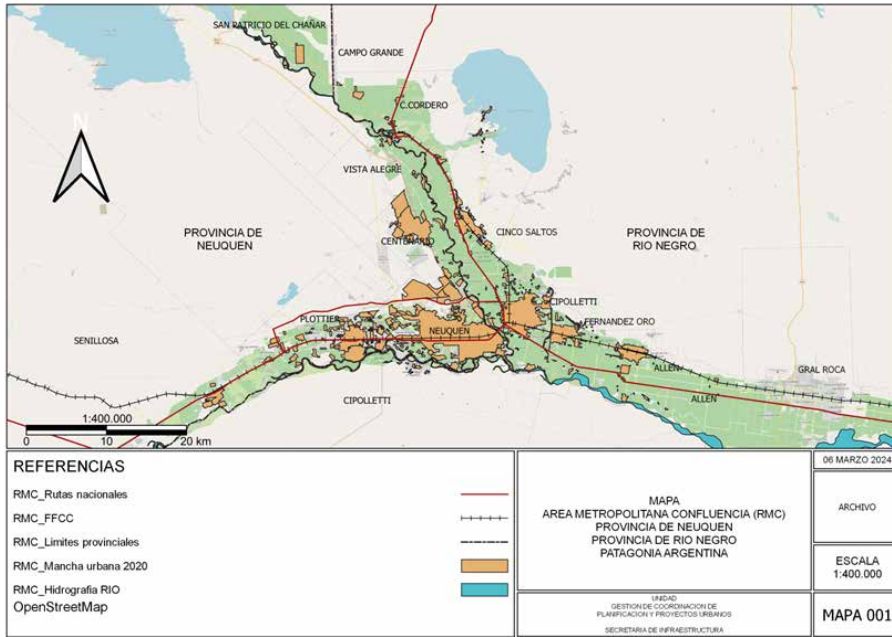 SAN PATRICIO DEL CHAÑAR
CAMPO GRANDE
C.CORDERO
N
VISTA ALEGRE
PROVINCIA DE
NEUQUEN
CENTENARIO
CINCO SALTOS
PROVINCIA DE
RIO NEGRO
CIPOLLETTI
PLOTTIER
NEUQUEN
FERNANDEZ ORO
SENILLOSA
ALLEN
GRAL ROCA
CIPOLLETTI
ALLEN
1:400.000
0 10 20 km
REFERENCIAS
RMC_Rutas nacionales
RMC_FFCC
RMC_Limites provinciales
RMC_Mancha urbana 2020
RMC_Hidrografia RIO
OpenStreetMap
MAPA
AREA METROPOLITANA CONFLUENCIA (RMC)
PROVINCIA DE NEUQUEN
PROVINCIA DE RIO NEGRO
PATAGONIA ARGENTINA
UNIDAD
GESTION DE COORDINACION DE
PLANIFICACION Y PROYECTOS URBANOS
SECRETARIA DE INFRAESTRUCTURA
06 MARZO 2024
ARCHIVO
ESCALA
1:400.000
MAPA 001